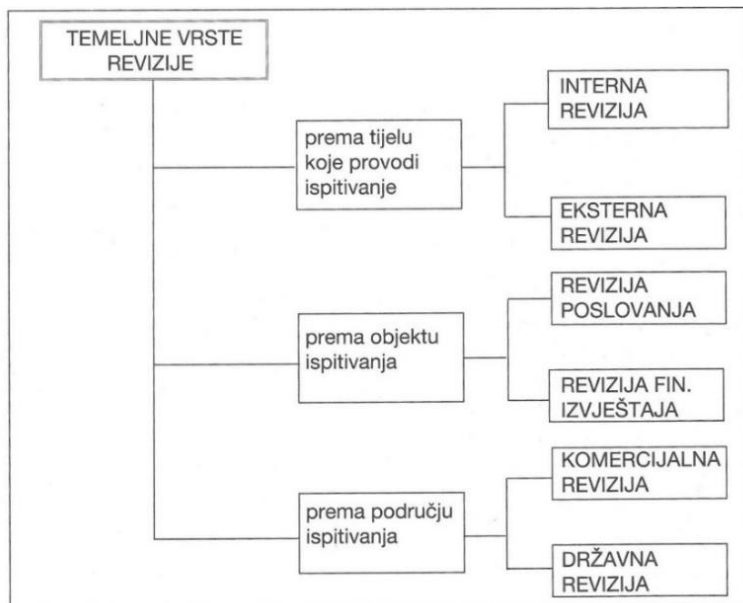 TEMELJNE VRSTE
REVIZIJE
prema tijelu
koje provodi
ispitivanje
INTERNA
REVIZIJA
EKSTERNA
REVIZIJA
prema objektu
ispitivanja
REVIZIJA
POSLOVANJA
REVIZIJA FIN.
IZVJEŠTAJA
prema području
ispitivanja
KOMERCIJALNA
REVIZIJA
DRŽAVNA
REVIZIJA